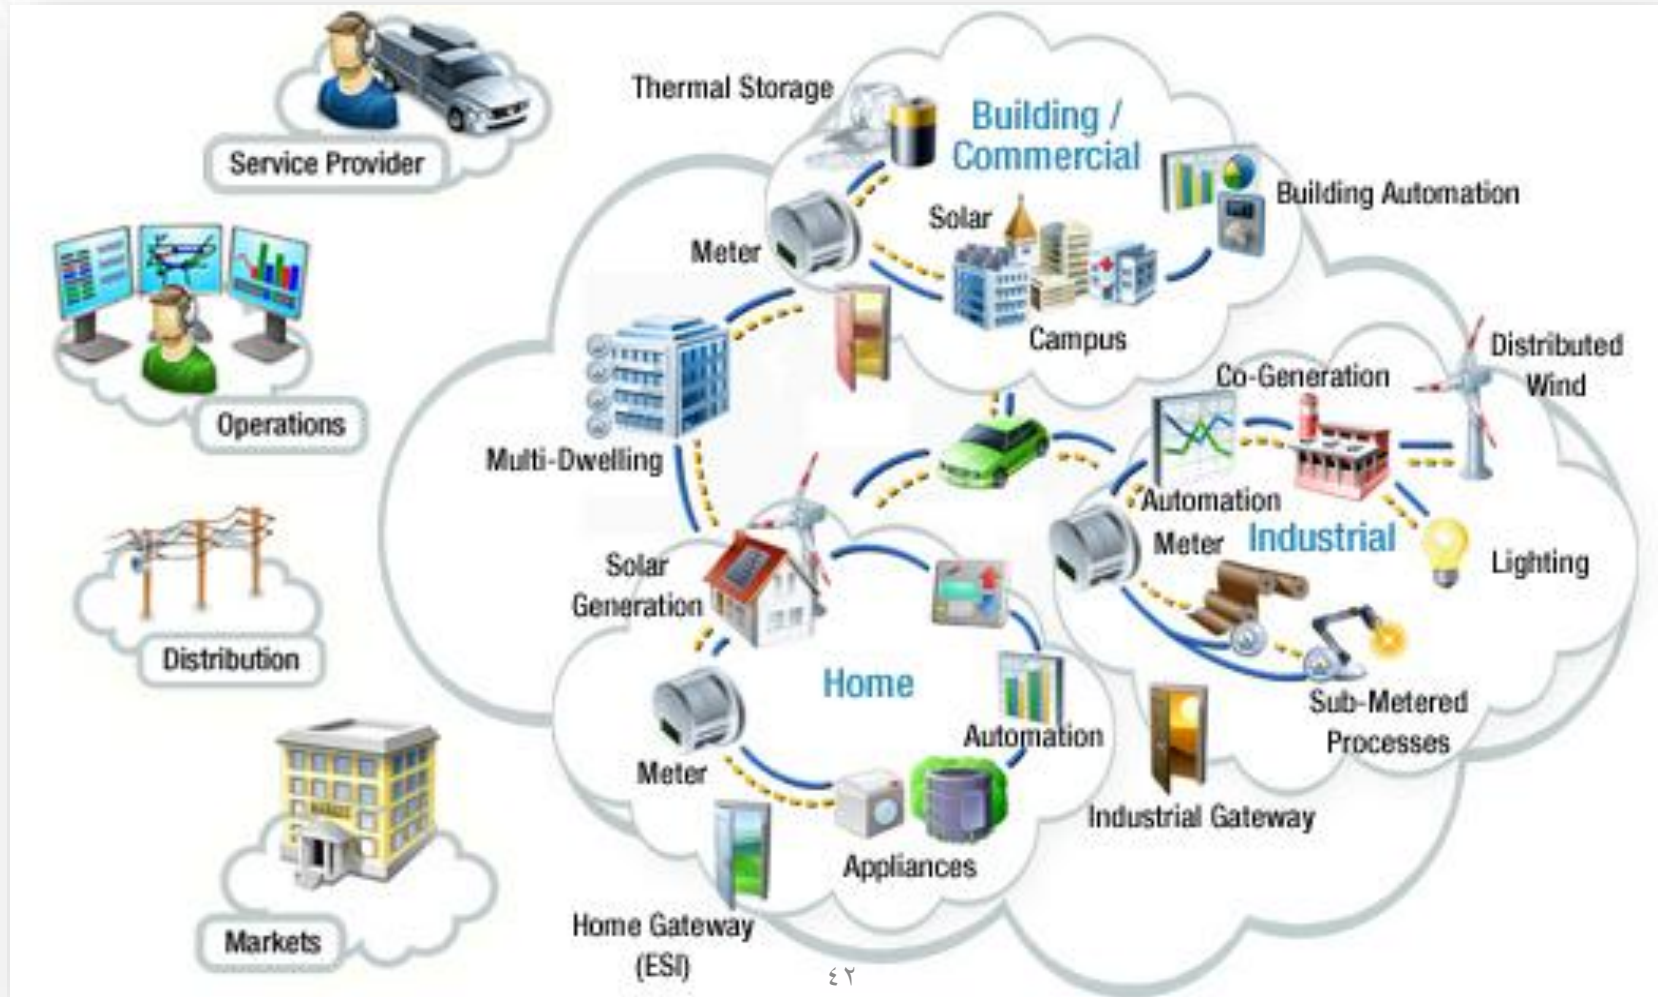 Service Provider
Operations
Distribution
Markets
MARKET
Thermal Storage
Building /
Commercial
Building Automation
Solar
Meter
Campus
Multi-Dwelling
Co-Generation
Distributed
Wind
Automation
Meter
Industrial
Lighting
Sub-Metered
Processes
Industrial Gateway
Solar
Generation
Home
Automation
Meter
Appliances
Home Gateway
(ESI)
٤٢